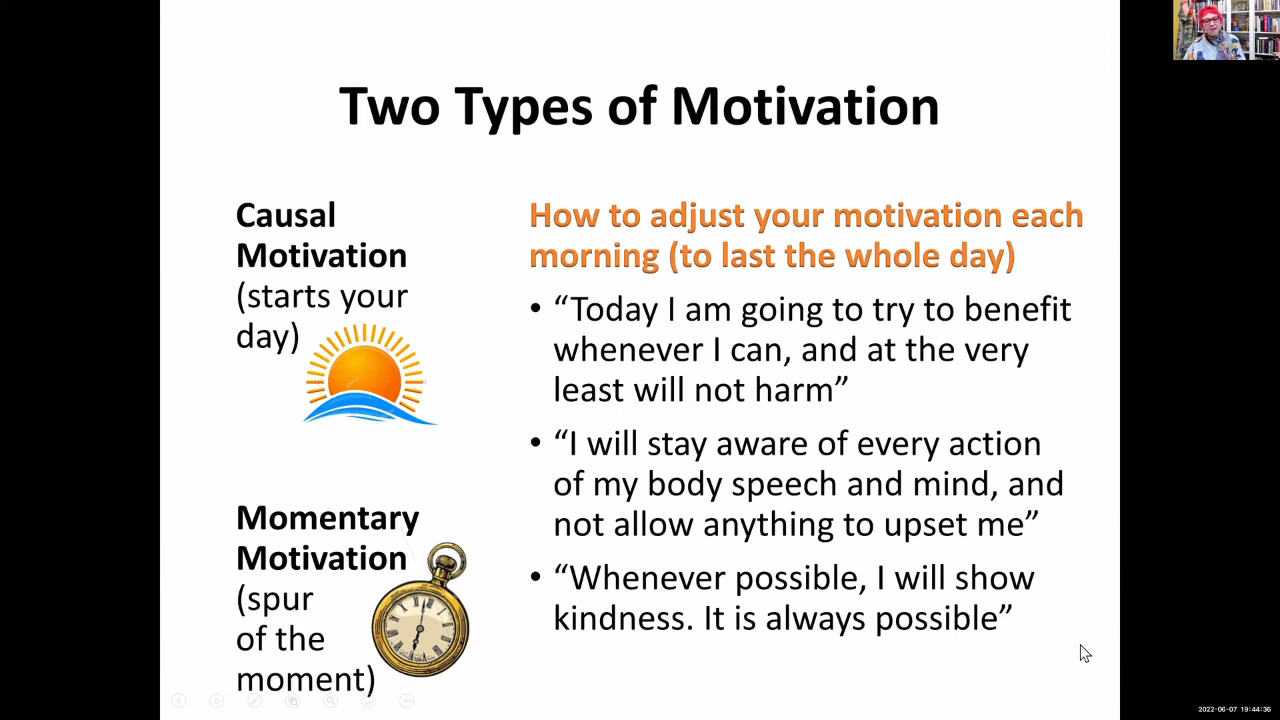 Two Types of Motivation
Causal
Motivation
(starts your
day)
Momentary
Motivation
(spur
of the
moment)
How to adjust your motivation each
morning (to last the whole day)
• “Today I am going to try to benefit
whenever I can, and at the very
least will not harm”
• “I will stay aware of every action
of my body speech and mind, and
not allow anything to upset me”
• “Whenever possible, I will show
kindness. It is always possible”
2022-06-07 19:44:36